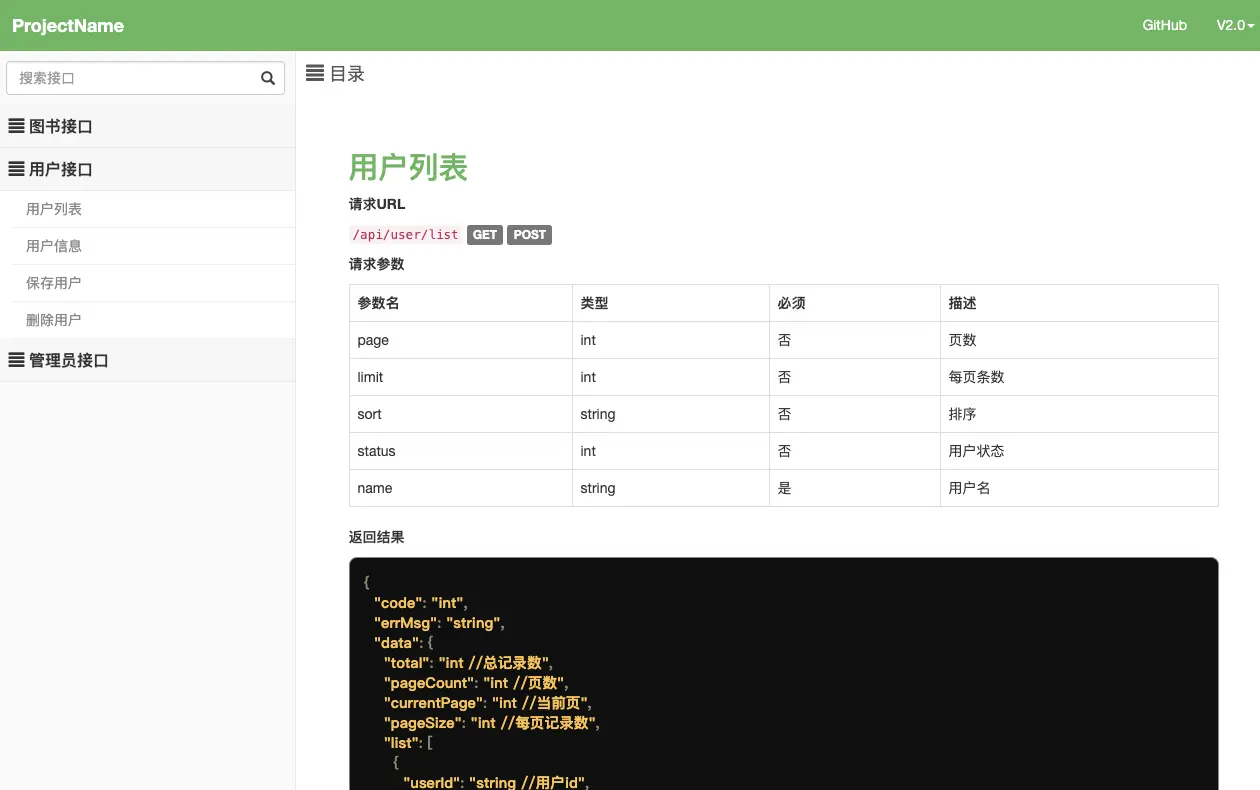 ProjectName GitHub V2.0
搜索接口
目录
图书接口
用户接口
用户列表
用户信息
保存用户
删除用户
管理员接口
用户列表
请求URL
/api/user/list GET POST
请求参数
参数名 类型 必须 描述
page int 否 页数
limit int 否 每页条数
sort string 否 排序
status int 否 用户状态
name string 是 用户名
返回结果
{
"code": "int",
"errMsg": "string",
"data": {
"total": "int //总记录数",
"pageCount": "int //页数",
"currentPage": "int //当前页",
"pageSize": "int //每页记录数",
"list": [
{
"userId": "string //用户id",